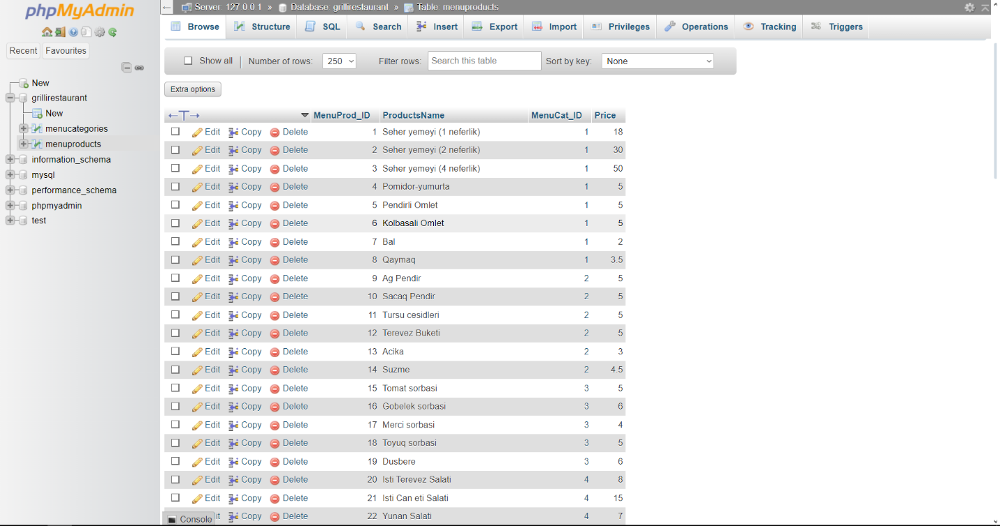 phpMyAdmin
Recent Favourites
New
grillirestaurant
New
menucategories
menuproducts
information_schema
mysql
performance_schema
phpmyadmin
test
Server: 127.0.0.1 » Database: grillirestaurant » Table: menuproducts
Browse Structure SQL Search Insert Export Import Privileges Operations Tracking Triggers
Show all Number of rows: 250 Filter rows: Search this table Sort by key: None
Extra options
MenuProd_ID ProductsName MenuCat_ID Price
Edit Copy Delete 1 Seher yemeyi (1 neferlik) 1 18
Edit Copy Delete 2 Seher yemeyi (2 neferlik) 1 30
Edit Copy Delete 3 Seher yemeyi (4 neferlik) 1 50
Edit Copy Delete 4 Pomidor-yumurta 1 5
Edit Copy Delete 5 Pendirli Omlet 1 5
Edit Copy Delete 6 Kolbasali Omlet 1 5
Edit Copy Delete 7 Bal 1 2
Edit Copy Delete 8 Qaymaq 1 3.5
Edit Copy Delete 9 Ag Pendir 2 5
Edit Copy Delete 10 Sacaq Pendir 2 5
Edit Copy Delete 11 Tursu cesidleri 2 5
Edit Copy Delete 12 Terevez Buketi 2 5
Edit Copy Delete 13 Acika 2 3
Edit Copy Delete 14 Suzme 2 4.5
Edit Copy Delete 15 Tomat sorbasi 3 5
Edit Copy Delete 16 Gobelek sorbasi 3 6
Edit Copy Delete 17 Merci sorbasi 3 4
Edit Copy Delete 18 Toyuq sorbasi 3 5
Edit Copy Delete 19 Dusbere 3 6
Edit Copy Delete 20 Isti Terevez Salati 4 8
Edit Copy Delete 21 Isti Can eti Salati 4 15
Console it Copy Delete 22 Yunan Salati 4 7